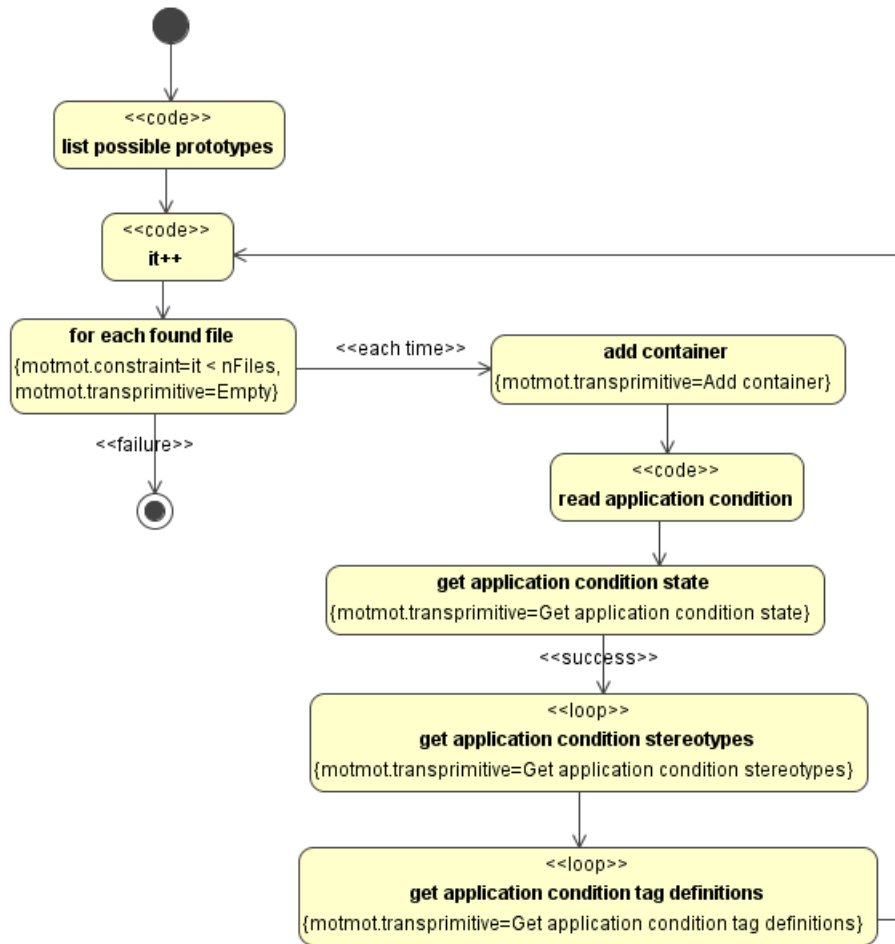 <<code>>
list possible prototypes
<<code>>
it++
for each found file
{motmot.constraint=it < nFiles,
motmot.transprimitive=Empty}
<<each time>>
add container
{motmot.transprimitive=Add container}
<<failure>>
<<code>>
read application condition
get application condition state
{motmot.transprimitive=Get application condition state}
<<success>>
<<loop>>
get application condition stereotypes
{motmot.transprimitive=Get application condition stereotypes}
<<loop>>
get application condition tag definitions
{motmot.transprimitive=Get application condition tag definitions}